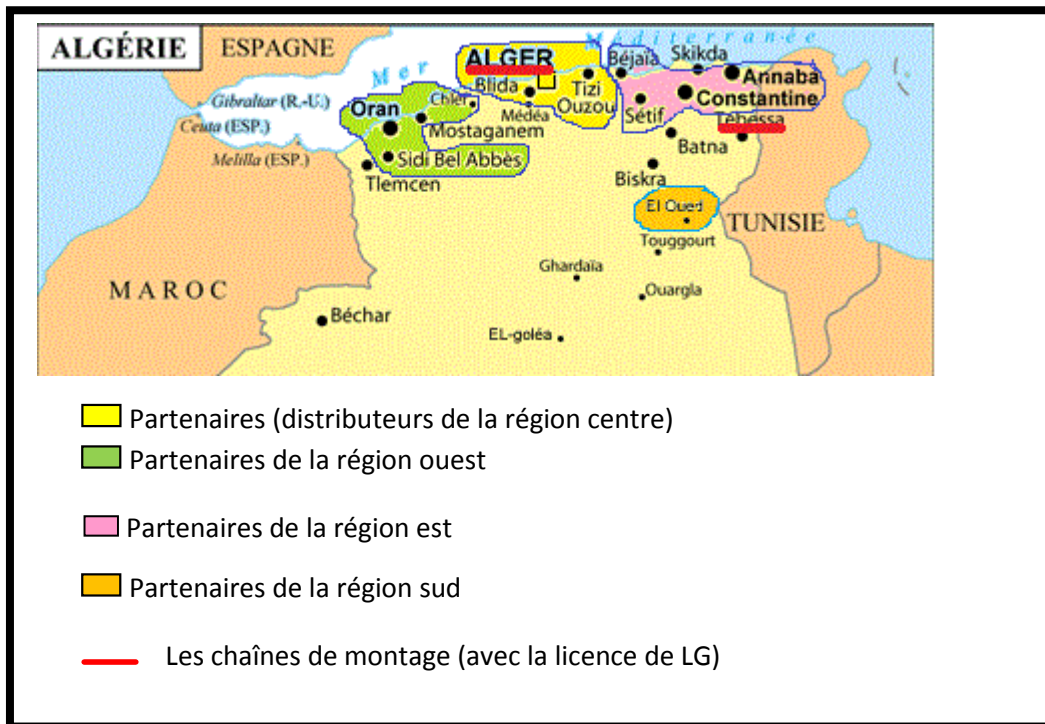 ALGÉRIE
ESPAGNE
Mer Méditerranée
Skikda
Béjaïa
ALGER
Annaba
Blida
Tizi
Ouzou
Constantine
Gibraltar (R.-U.)
Oran
Chlef
Médéa
Sétif
Tébessa
Ceuta (ESP.)
Mostaganem
Batna
Melilla (ESP.)
Sidi Bel Abbès
Tlemcen
Biskra
El Oued
TUNISIE
Touggourt
Ghardaïa
MAROC
Ouargla
Béchar
EL-goléa
Partenaires (distributeurs de la région centre)
Partenaires de la région ouest
Partenaires de la région est
Partenaires de la région sud
Les chaînes de montage (avec la licence de LG)